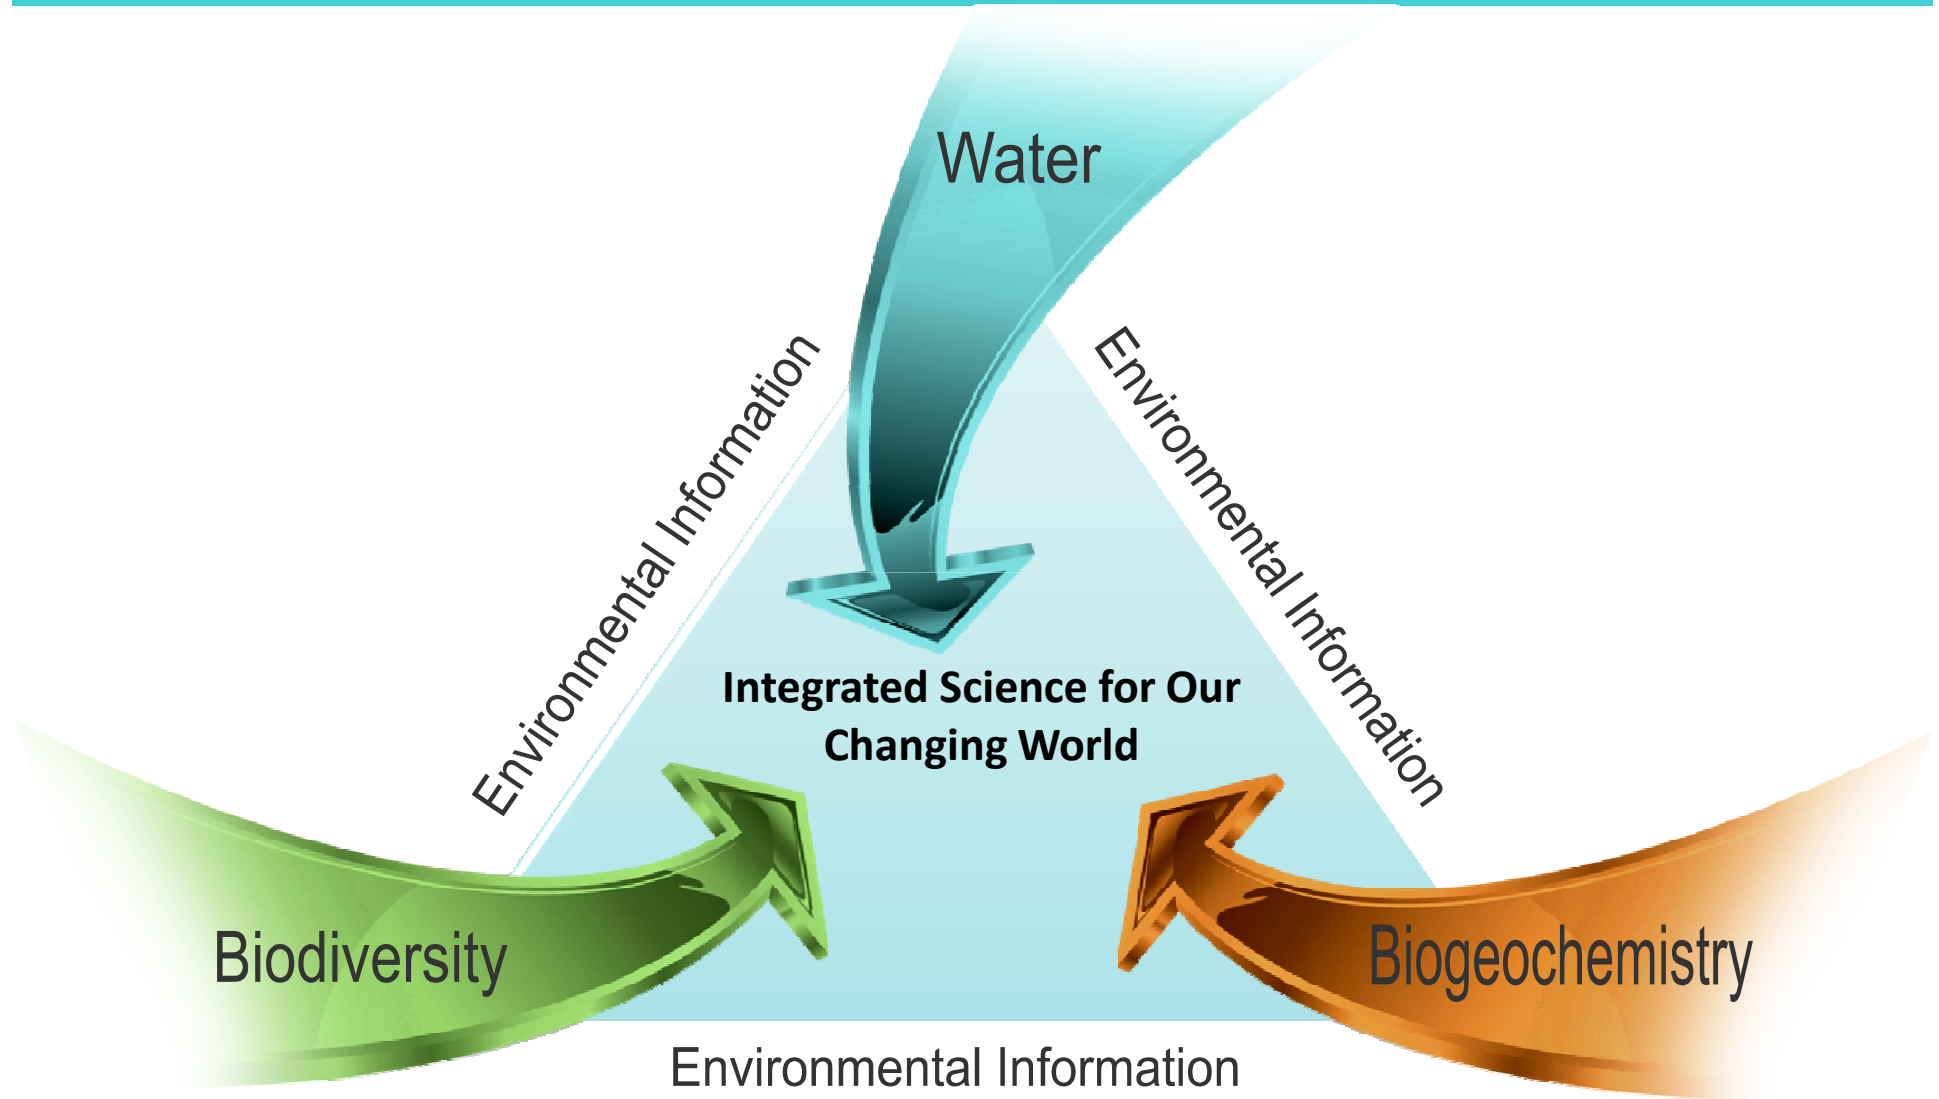 Water
Environmental Information
Environmental Information
Integrated Science for Our
Changing World
Biodiversity
Biogeochemistry
Environmental Information